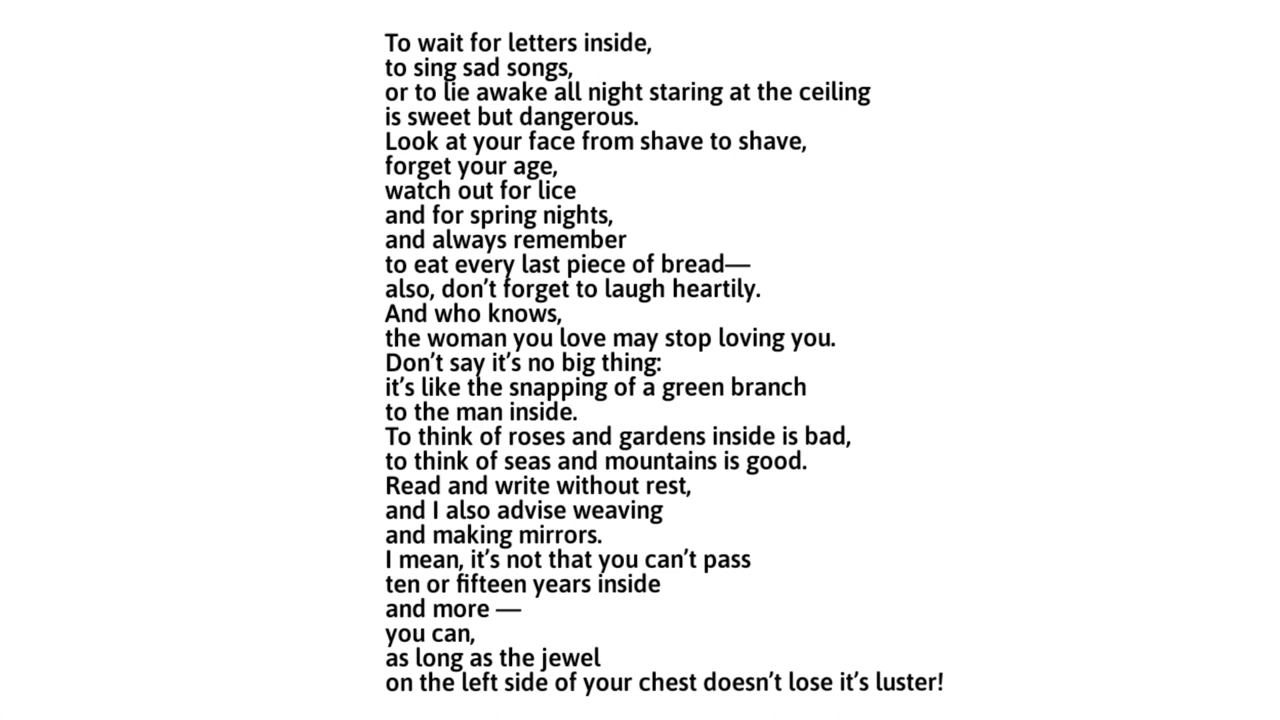 To wait for letters inside,
to sing sad songs,
or to lie awake all night staring at the ceiling
is sweet but dangerous.
Look at your face from shave to shave,
forget your age,
watch out for lice
and for spring nights,
and always remember
to eat every last piece of bread—
also, don’t forget to laugh heartily.
And who knows,
the woman you love may stop loving you.
Don’t say it’s no big thing:
it’s like the snapping of a green branch
to the man inside.
To think of roses and gardens inside is bad,
to think of seas and mountains is good.
Read and write without rest,
and I also advise weaving
and making mirrors.
I mean, it’s not that you can’t pass
ten or fifteen years inside
and more —
you can,
as long as the jewel
on the left side of your chest doesn’t lose it’s luster!